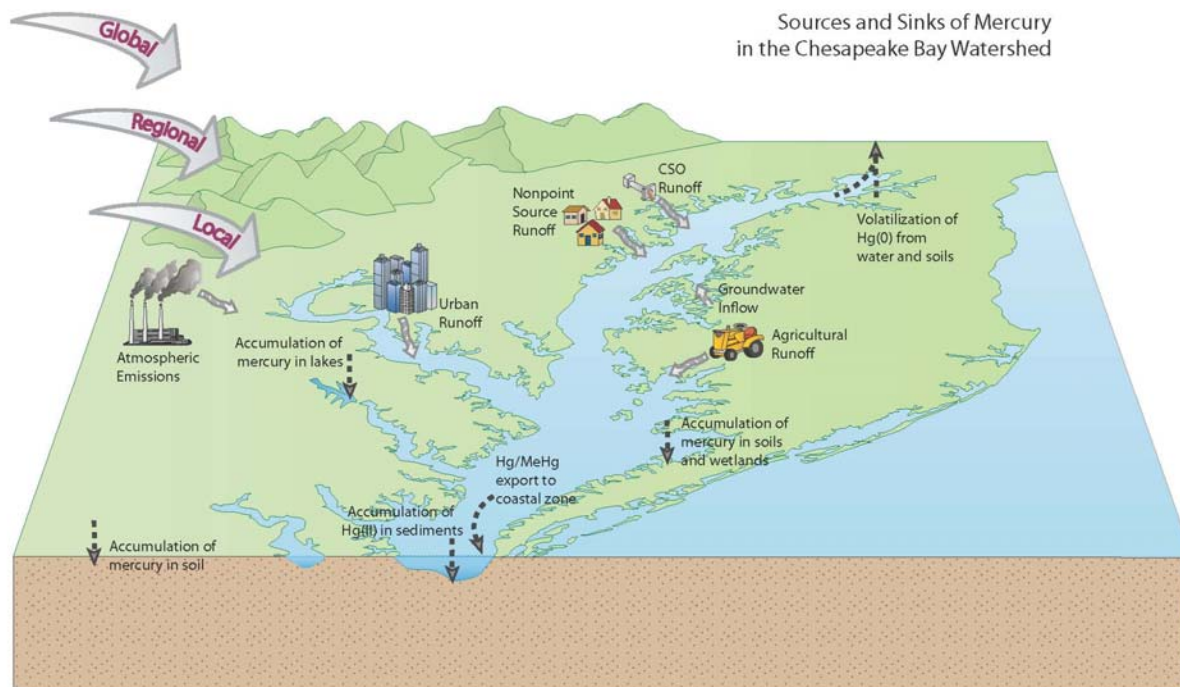 Sources and Sinks of Mercury
in the Chesapeake Bay Watershed
Global
Regional
Local
CSO
Runoff
Nonpoint
Source
Runoff
Volatilization of
Hg(0) from
water and soils
Groundwater
Inflow
Urban
Runoff
Agricultural
Runoff
Atmospheric
Emissions
Accumulation of
mercury in lakes
Accumulation of
mercury in soils
and wetlands
Hg/MeHg
export to
coastal zone
Accumulation of
Hg(II) in sediments
Accumulation of
mercury in soil